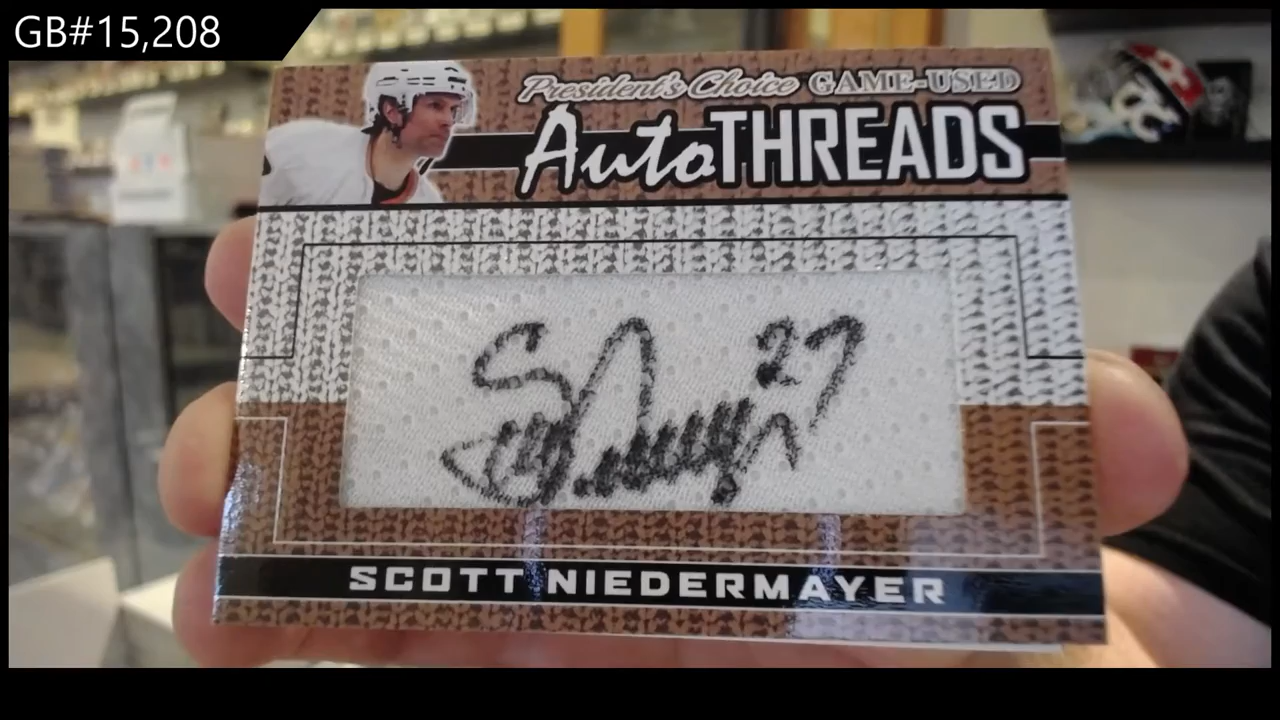 GB#15,208
President's Choice GAME-USED
AutoTHREADS
27
SCOTT NIEDERMAYER